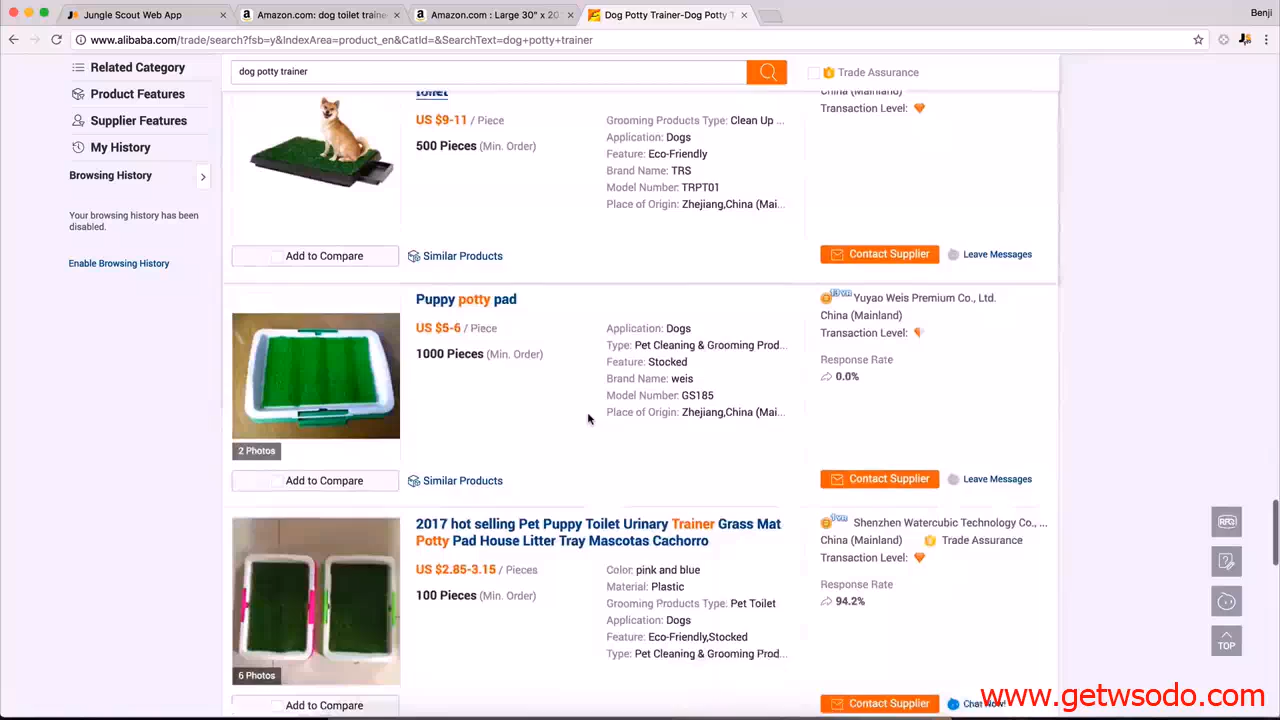 Jungle Scout Web App
Amazon.com: dog toilet traine
Amazon.com : Large 30" x 20
Dog Potty Trainer-Dog Potty T
Benji
www.alibaba.com/trade/search?fsb=y&IndexArea=product_en&CatId=&SearchText=dog+potty+trainer
Related Category
Product Features
Supplier Features
My History
Browsing History
Your browsing history has been
disabled.
Enable Browsing History
dog potty trainer
Trade Assurance
toilet
US $9-11 / Piece
500 Pieces (Min. Order)
Grooming Products Type: Clean Up ...
Application: Dogs
Feature: Eco-Friendly
Brand Name: TRS
Model Number: TRPT01
Place of Origin: Zhejiang,China (Mai...
China (Mainland)
Transaction Level:
Add to Compare
Similar Products
Contact Supplier
Leave Messages
Puppy potty pad
US $5-6 / Piece
1000 Pieces (Min. Order)
Application: Dogs
Type: Pet Cleaning & Grooming Prod...
Feature: Stocked
Brand Name: weis
Model Number: GS185
Place of Origin: Zhejiang,China (Mai...
Yuyao Weis Premium Co., Ltd.
China (Mainland)
Transaction Level:
Response Rate
0.0%
2 Photos
Add to Compare
Similar Products
Contact Supplier
Leave Messages
2017 hot selling Pet Puppy Toilet Urinary Trainer Grass Mat
Potty Pad House Litter Tray Mascotas Cachorro
US $2.85-3.15 / Pieces
100 Pieces (Min. Order)
Color: pink and blue
Material: Plastic
Grooming Products Type: Pet Toilet
Application: Dogs
Feature: Eco-Friendly,Stocked
Type: Pet Cleaning & Grooming Prod...
Shenzhen Watercubic Technology Co., ...
China (Mainland)
Trade Assurance
Transaction Level:
Response Rate
94.2%
6 Photos
Add to Compare
Contact Supplier
Chat Now!
RFQ
TOP
www.getwsodo.com